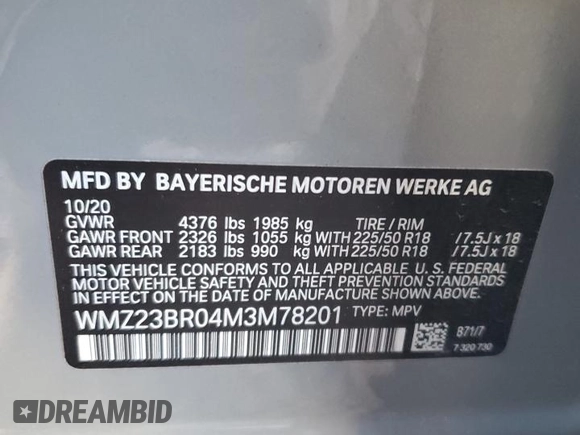 MFD BY BAYERISCHE MOTOREN WERKE AG
10/20
GVWR 4376 lbs 1985 kg TIRE / RIM
GAWR FRONT 2326 lbs 1055 kg WITH 225/50 R18 /7.5J x 18
GAWR REAR 2183 lbs 990 kg WITH 225/50 R18 /7.5J x 18
THIS VEHICLE CONFORMS TO ALL APPLICABLE U. S. FEDERAL
MOTOR VEHICLE SAFETY AND THEFT PREVENTION STANDARDS
IN EFFECT ON THE DATE OF MANUFACTURE SHOWN ABOVE.
WMZ23BR04M3M78201 TYPE: MPV
871/7
7 320 730
DREAMBID